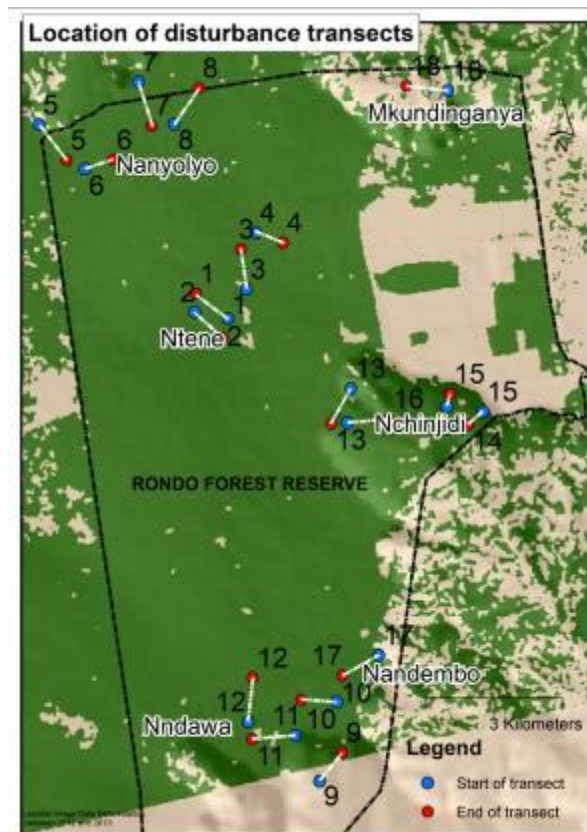 Location of disturbance transects
7
8
18
18
5
Mkundinganya
7
8
5
6
Nanyolyo
6
4
3
4
3
1
2
1
Ntene
2
13
15
16
15
Nchinjidi
13
14
RONDO FOREST RESERVE
17
12
17
Nandembo
10
12
11
10
Nndawa
3 Kilometers
11
9
Legend
Start of transect
9
End of transect